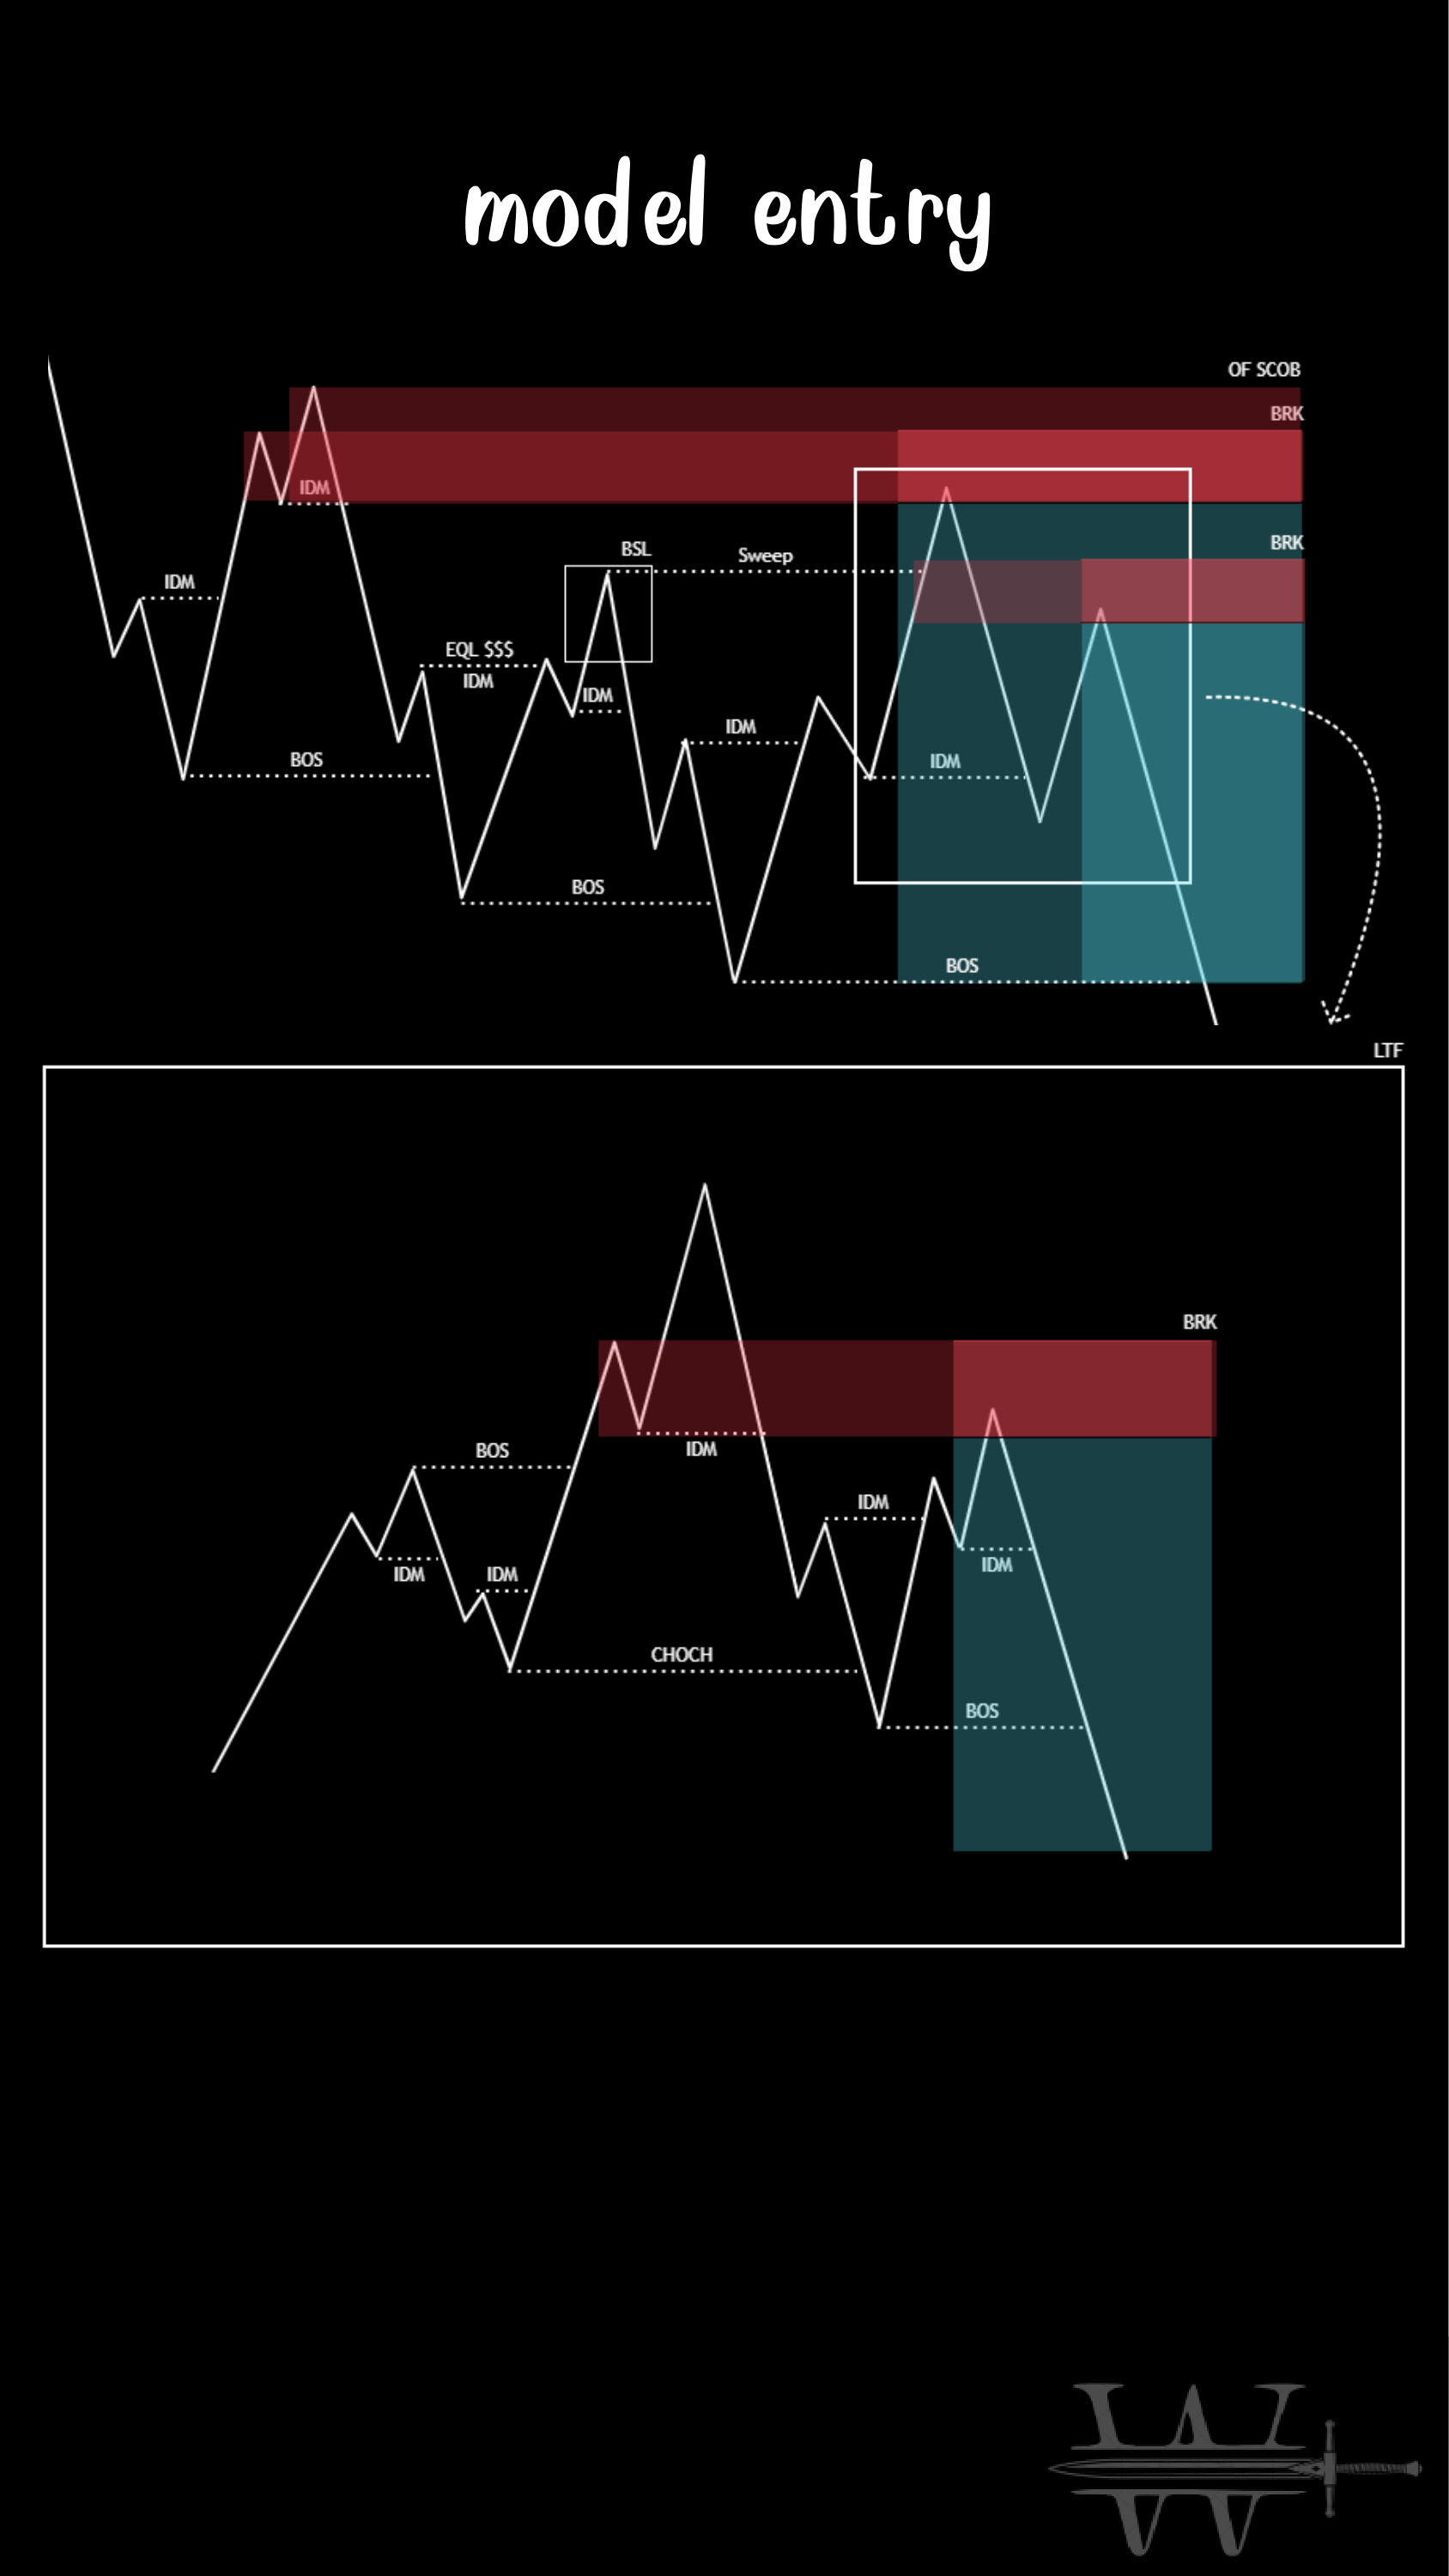 model entry
OF SCOB
BRK
IDM
BRK
BSL
Sweep
IDM
EQL $$$
IDM
IDM
IDM
BOS
IDM
BOS
BOS
LTF
BRK
BOS
IDM
IDM
IDM
IDM
IDM
CHOCH
BOS
W